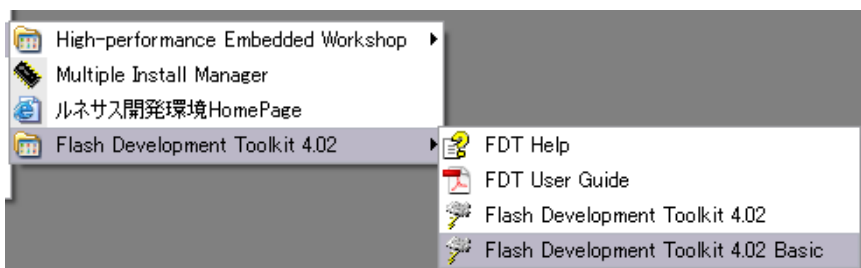 High-performance Embedded Workshop
Multiple Install Manager
ルネサス開発環境HomePage
Flash Development Toolkit 4.02
FDT Help
FDT User Guide
Flash Development Toolkit 4.02
Flash Development Toolkit 4.02 Basic